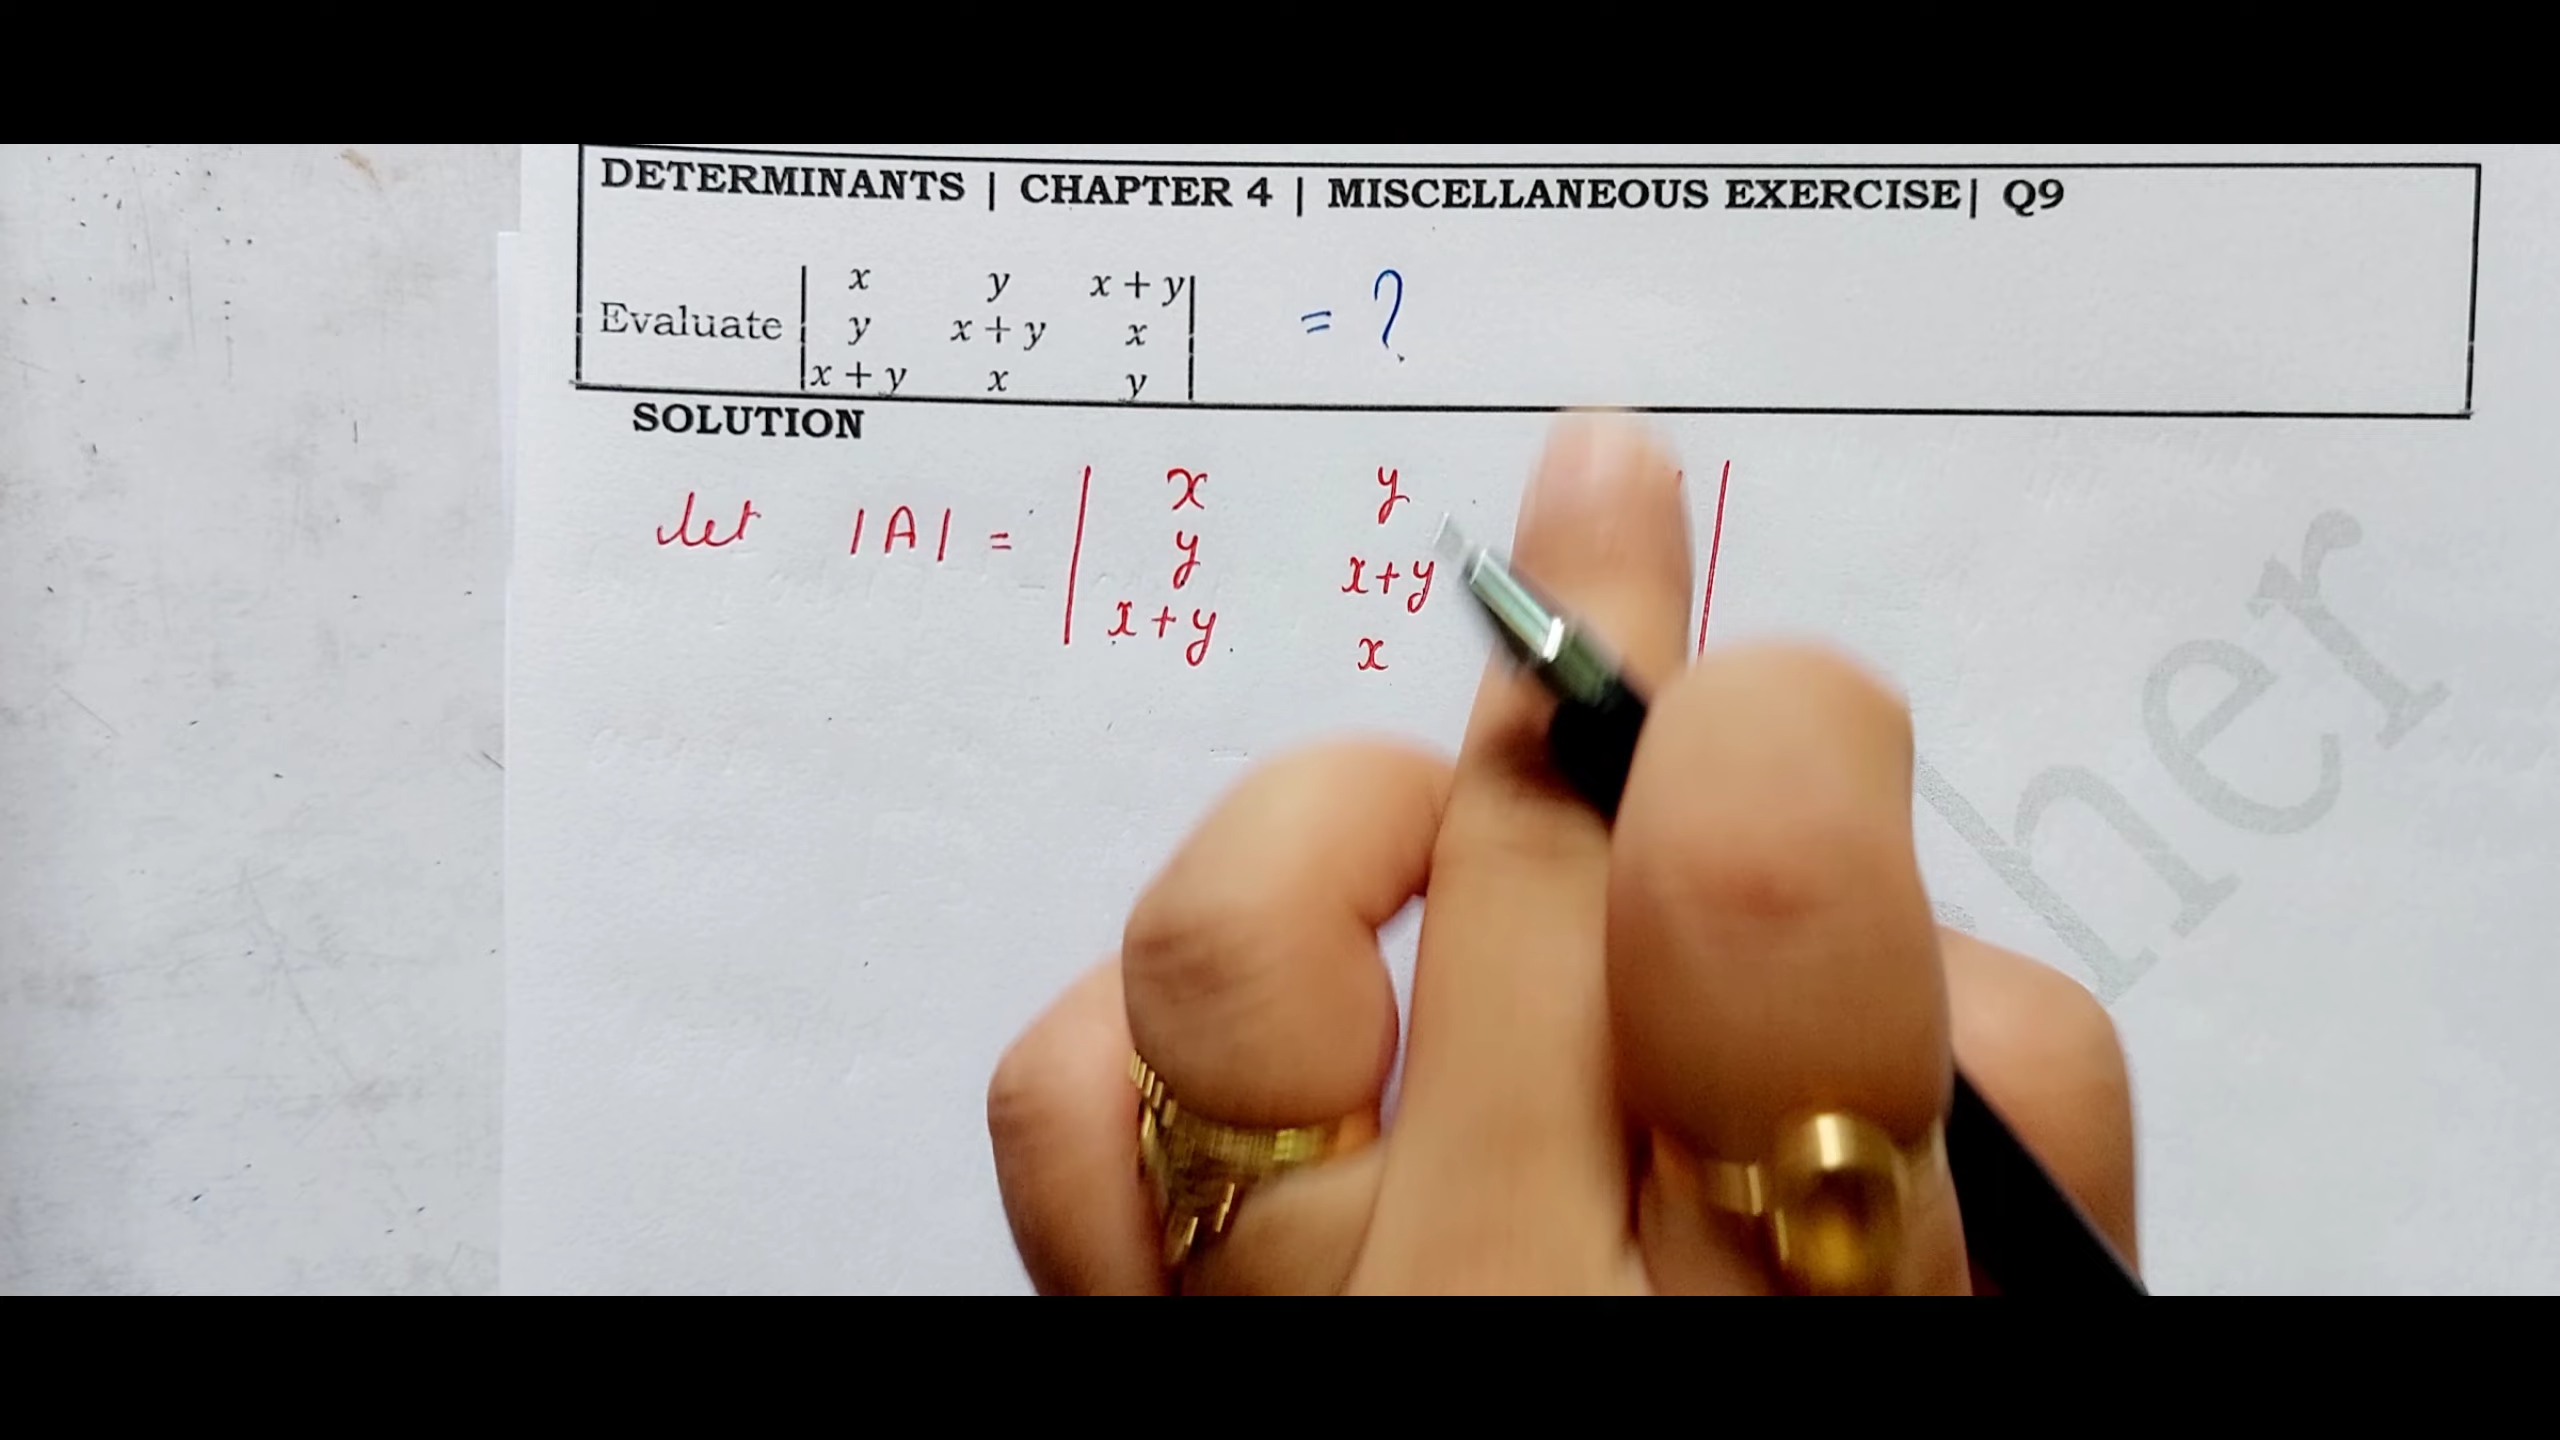 DETERMINANTS | CHAPTER 4 | MISCELLANEOUS EXERCISE| Q9
x y x + y
Evaluate y x + y x = ?
x + y x y
SOLUTION
x y
let |A| = y x+y
x+y x
her